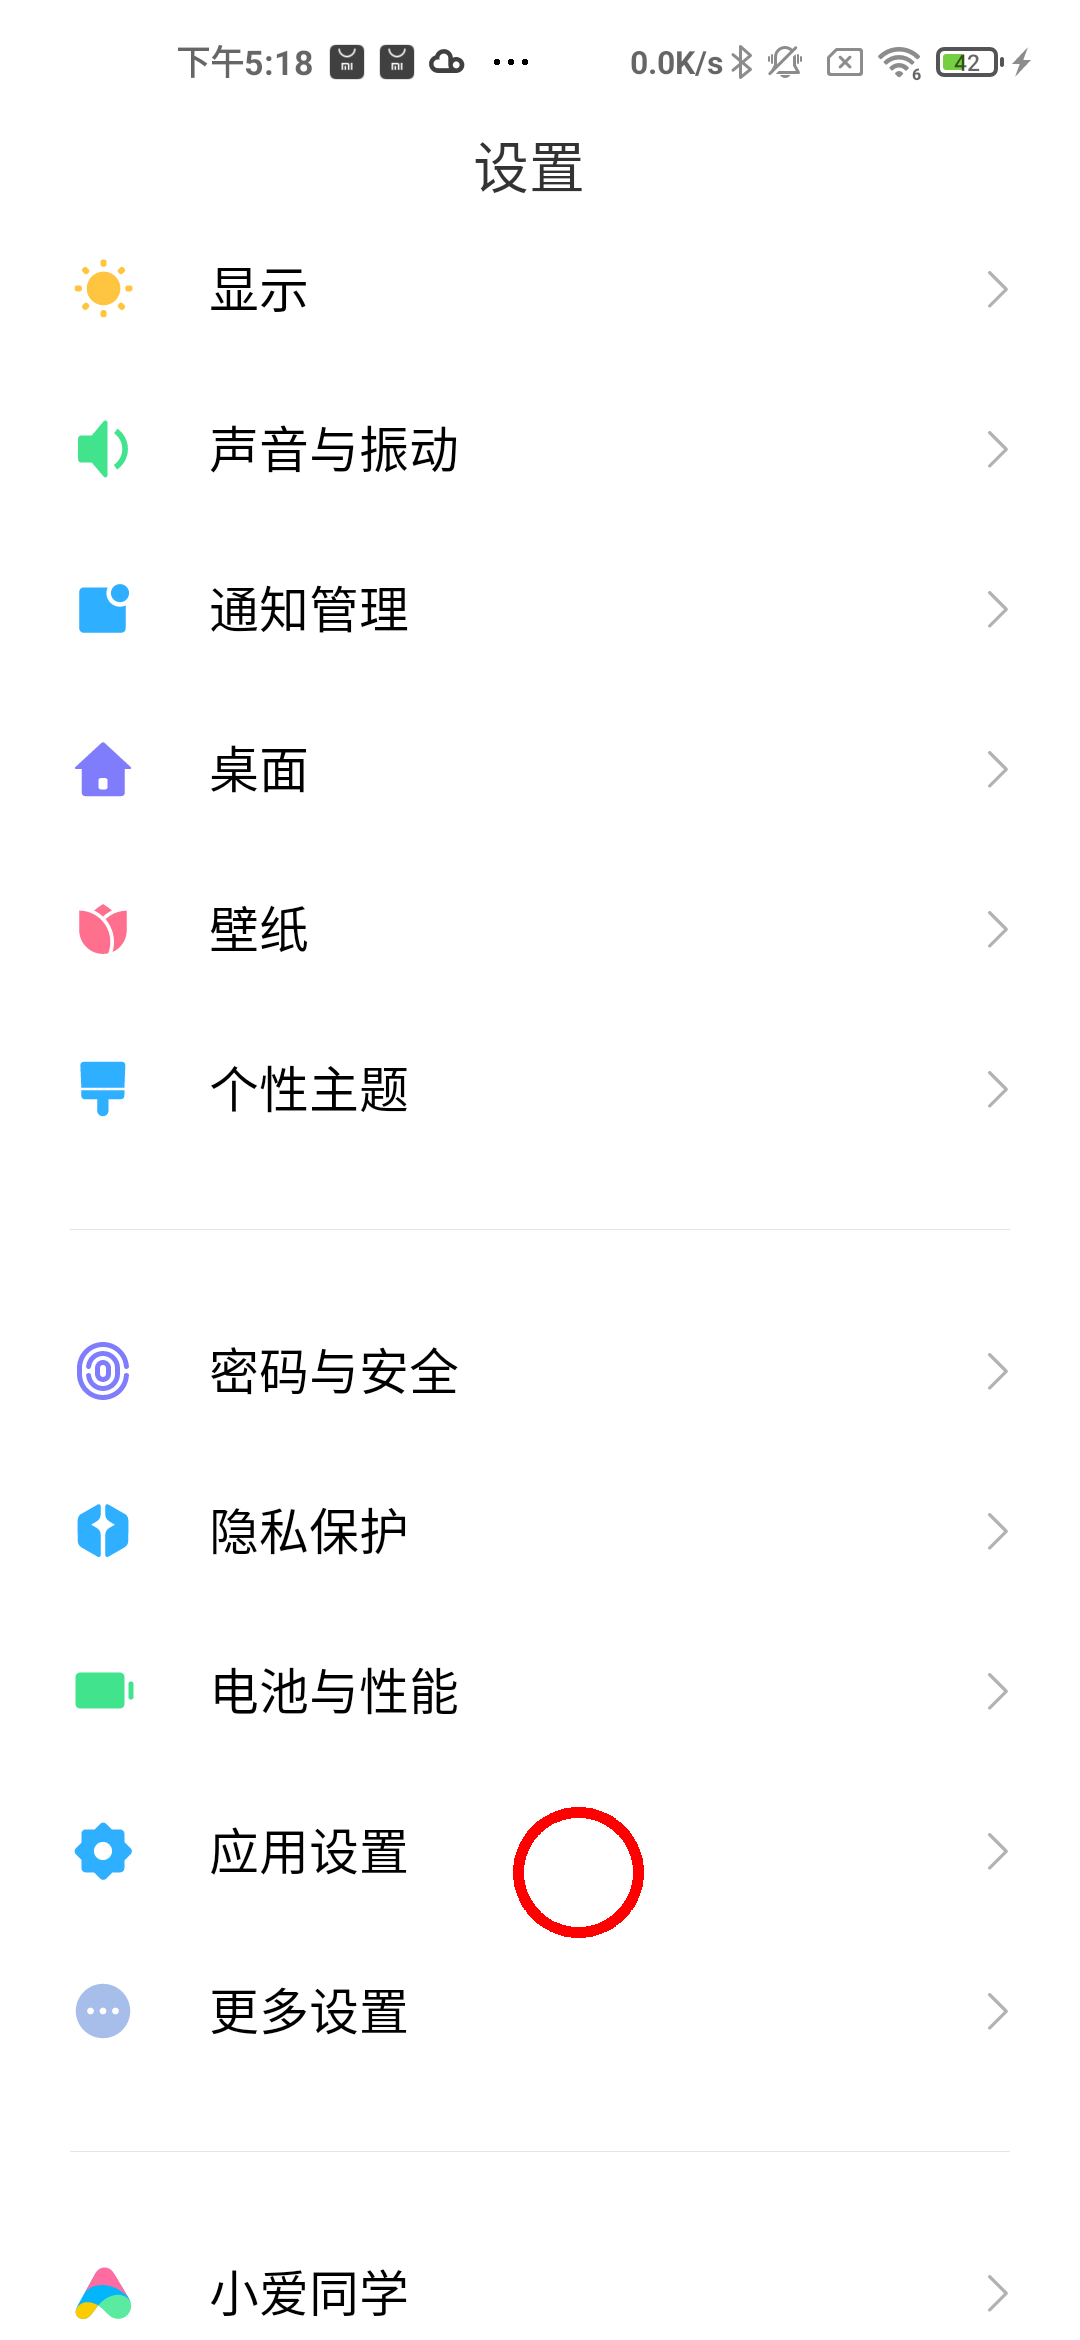 下午5:18 0.0K/s 6 42
设置
显示
声音与振动
通知管理
桌面
壁纸
个性主题
密码与安全
隐私保护
电池与性能
应用设置
更多设置
小爱同学